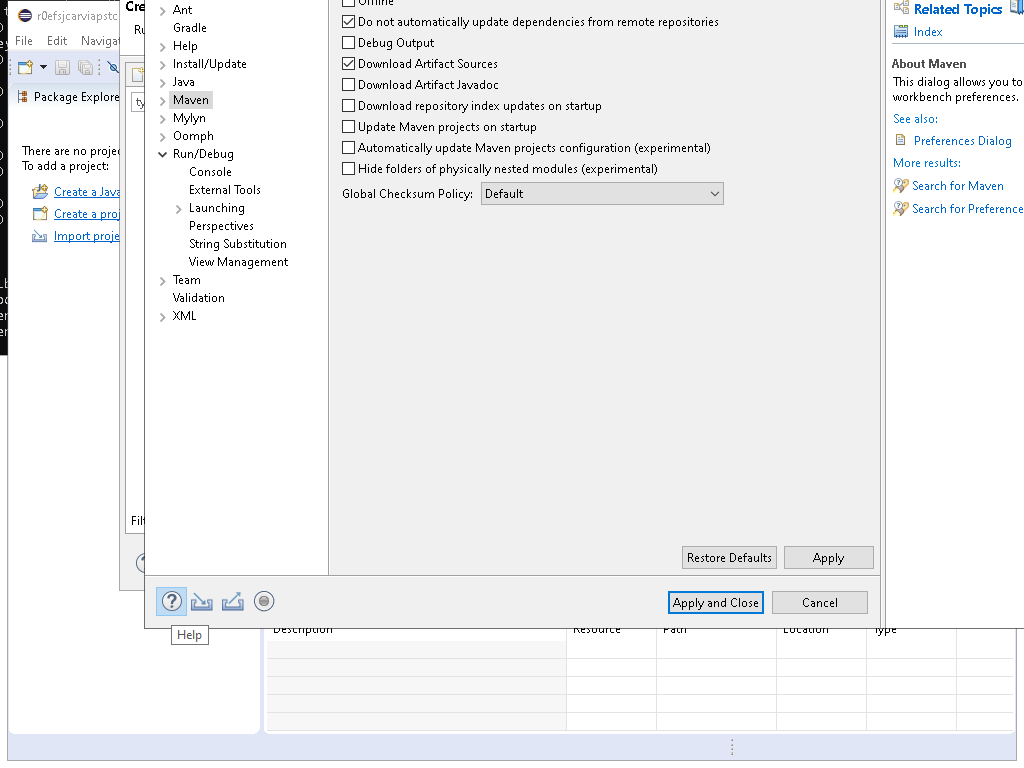 r0efsjcarviapstc
File Edit Navigat
Package Explore
There are no projec
To add a project:
Create a Java
Create a proj
Import proje
Cre
Ru
ty
Filt
Ant
Gradle
Help
Install/Update
Java
Maven
Mylyn
Oomph
Run/Debug
Console
External Tools
Launching
Perspectives
String Substitution
View Management
Team
Validation
XML
Offline
Do not automatically update dependencies from remote repositories
Debug Output
Download Artifact Sources
Download Artifact Javadoc
Download repository index updates on startup
Update Maven projects on startup
Automatically update Maven projects configuration (experimental)
Hide folders of physically nested modules (experimental)
Global Checksum Policy: Default
Restore Defaults Apply
Apply and Close Cancel
Help
Related Topics
Index
About Maven
This dialog allows you to
workbench preferences.
See also:
Preferences Dialog
More results:
Search for Maven
Search for Preference
Description Resource Path Location Type